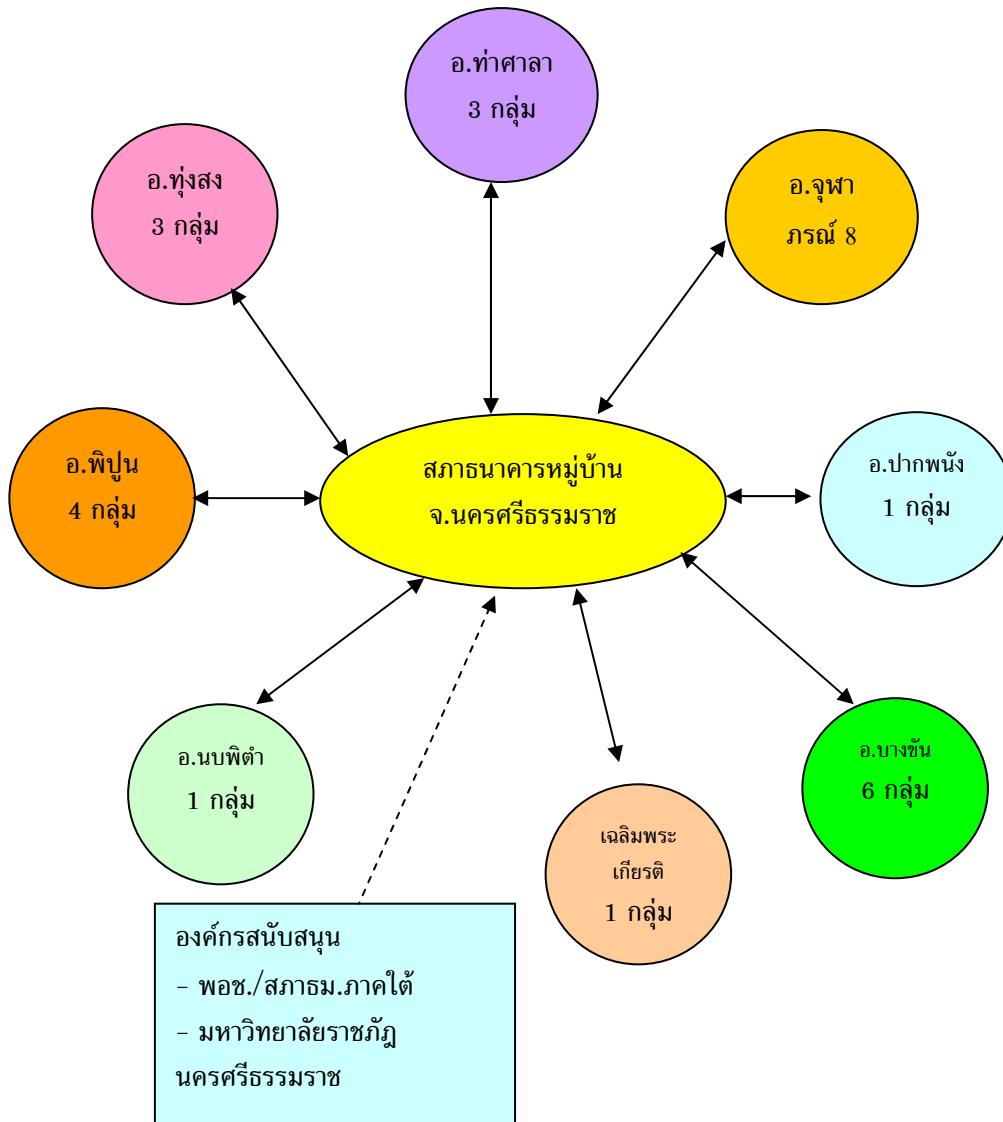 อ.ท่าศาลา
3 กลุ่ม
อ.ทุ่งสง
3 กลุ่ม
อ.จุฬา
ภรณ์ 8
อ.พิปูน
4 กลุ่ม
สภาธนาคารหมู่บ้าน
จ.นครศรีธรรมราช
อ.ปากพนัง
1 กลุ่ม
อ.นบพิตำ
1 กลุ่ม
เฉลิมพระ
เกียรติ
1 กลุ่ม
อ.บางขัน
6 กลุ่ม
องค์กรสนับสนุน
- พอช./สภาธม.ภาคใต้
- มหาวิทยาลัยราชภัฎ
นครศรีธรรมราช